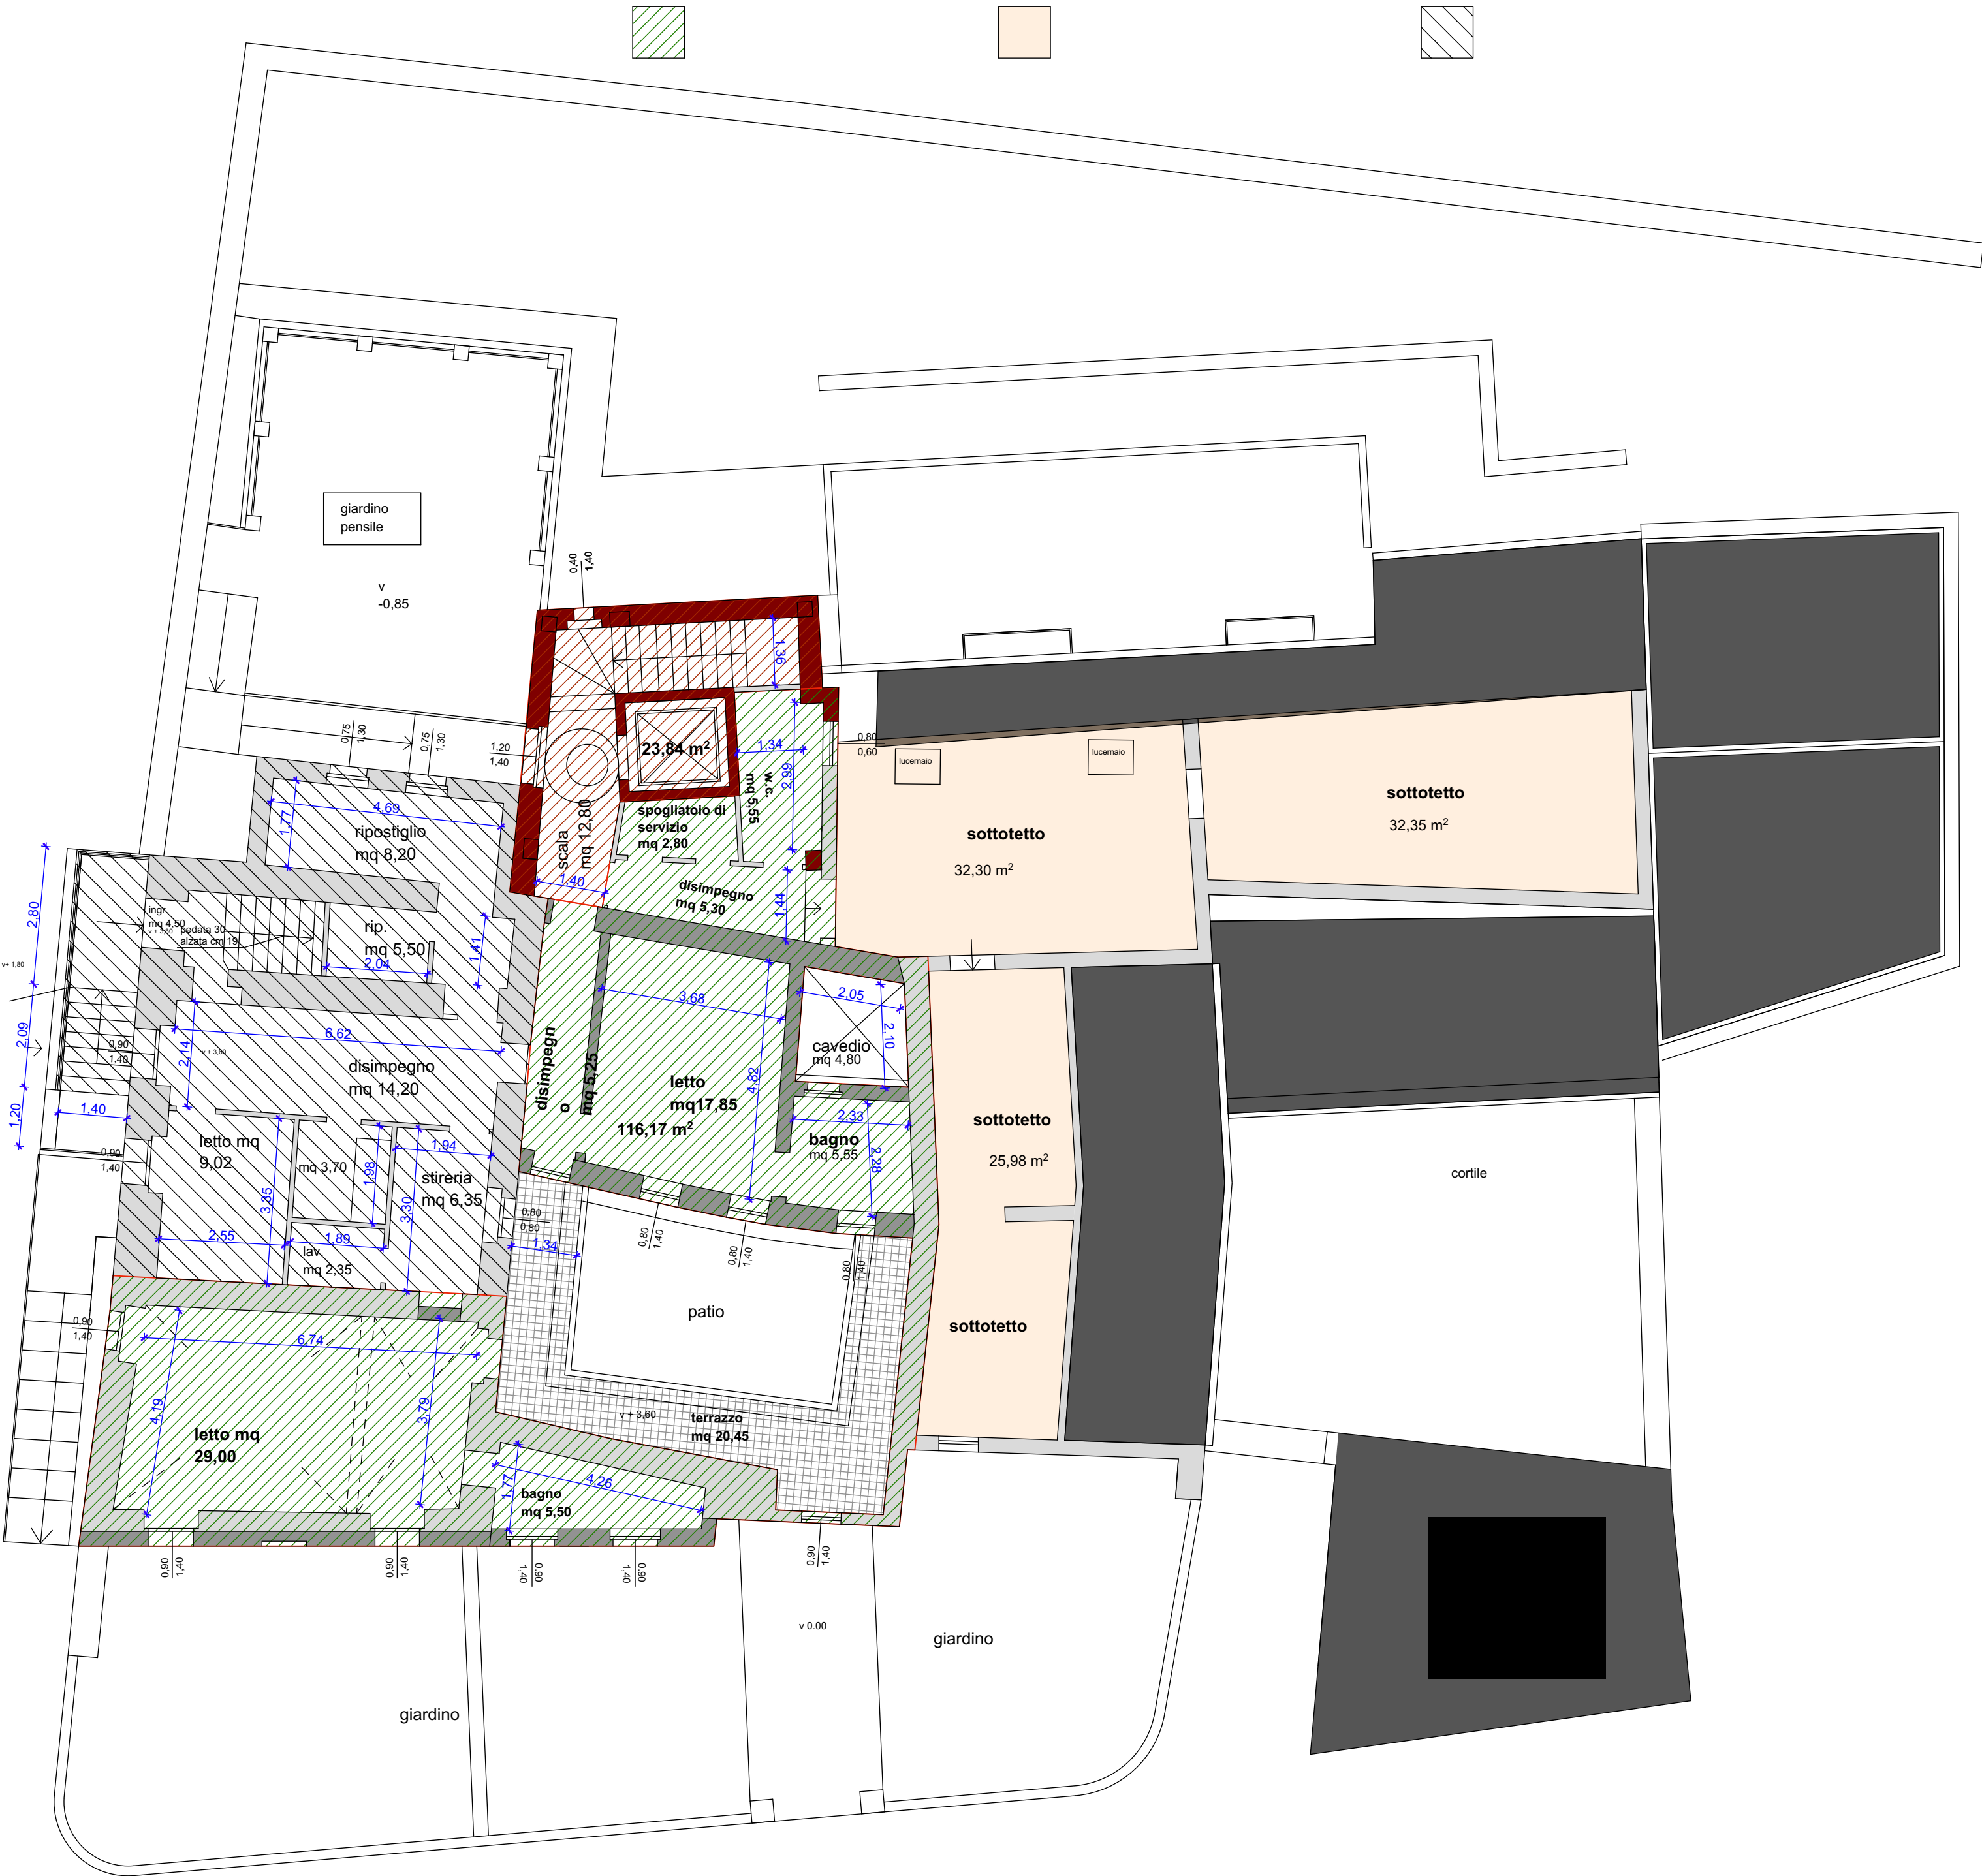 giardino
pensile
v
-0,85
0,40
1,40
1,36
0,75
1,30
0,75
1,30
1,20
1,40
23,84 m²
1,34
2,99
w.c.
mq 5,55
0,80
0,60
lucernaio
lucernaio
sottotetto
32,35 m²
sottotetto
32,30 m²
4,69
1,77
ripostiglio
mq 8,20
scala
mq 12,80
spogliatoio di
servizio
mq 2,80
1,40
disimpegno
mq 5,30
1,44
2,80
ingr.
mq 4,50
v + 3,60
pedata 30
alzata cm 19
rip.
mq 5,50
2,04
1,41
v+ 1,80
2,09
0,90
1,40
2,14
v + 3,60
6,62
disimpegno
mq 14,20
3,68
2,05
2,10
cavedio
mq 4,80
disimpegn
o
mq 5,25
letto
mq17,85
4,82
116,17 m²
2,33
bagno
mq 5,55
2,28
sottotetto
25,98 m²
cortile
1,20
1,40
0,90
1,40
letto mq
9,02
3,35
mq 3,70
1,98
1,94
stireria
mq 6,35
3,30
2,55
1,89
lav.
mq 2,35
0,80
0,80
1,34
0,80
1,40
0,80
1,40
0,80
1,40
patio
sottotetto
0,90
1,40
6,74
4,19
3,79
letto mq
29,00
v + 3,60
terrazzo
mq 20,45
1,77
4,26
bagno
mq 5,50
0,90
1,40
0,90
1,40
0,90
1,40
0,90
1,40
0,90
1,40
v 0.00
giardino
giardino